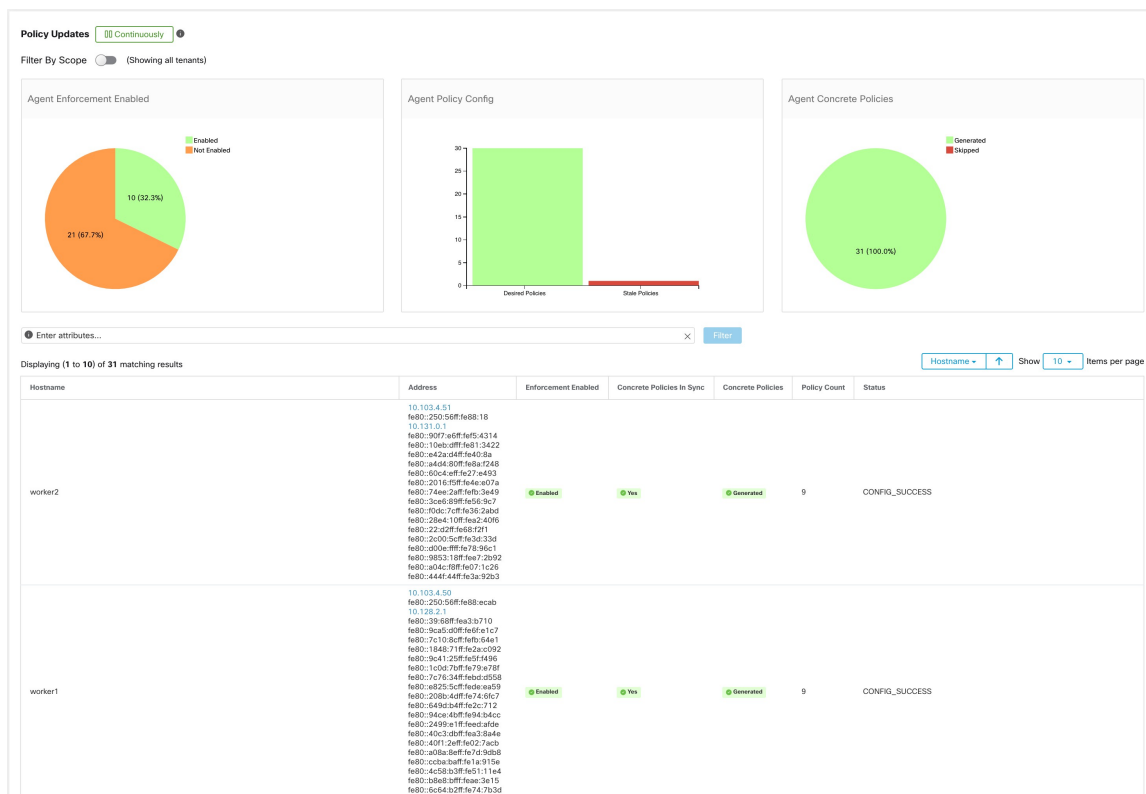 Policy Updates Continuously
Filter By Scope (Showing all tenants)
Agent Enforcement Enabled
Enabled
Not Enabled
10 (32.3%)
21 (67.7%)
Agent Policy Config
30
25
20
15
10
5
0
Desired Policies Stale Policies
Agent Concrete Policies
Generated
Skipped
31 (100.0%)
Enter attributes... Filter
Displaying (1 to 10) of 31 matching results Hostname Show 10 Items per page
Hostname Address Enforcement Enabled Concrete Policies In Sync Concrete Policies Policy Count Status
10.103.4.51
fe80::250:56ff:fe88:18
10.131.0.1
fe80::90f7:e6ff:fef5:4314
fe80::10eb:dfff:fe81:3422
fe80::e42a:d4ff:fe40:8a
fe80::a4d4:80ff:fe8a:f248
fe80::60c4:eff:fe27:e493
fe80::2016:f5ff:fe4e:e07a
worker2 fe80::74ee:2aff:fefb:3e49 Enabled Yes Generated 9 CONFIG_SUCCESS
fe80::3ce6:89ff:fe56:9c7
fe80::f0dc:7cff:fe36:2abd
fe80::28e4:10ff:fea2:40f6
fe80::22:d2ff:fe68:f2f1
fe80::2c00:5cff:fe3d:33d
fe80::d00e:ffff:fe78:96c1
fe80::9853:18ff:fee7:2b92
fe80::a04c:f8ff:fe07:1c26
fe80::444f:44ff:fe3a:92b3
10.103.4.50
fe80::250:56ff:fe88:ecab
10.128.2.1
fe80::39:68ff:fea3:b710
fe80::9ca5:d0ff:fe6f:e1c7
fe80::7c10:8cff:fefb:64e1
fe80::1848:71ff:fe2a:c092
fe80::9c41:25ff:fe5f:f496
fe80::1c0d:7bff:fe79:e78f
fe80::7c76:34ff:febd:d558
fe80::e825:5cff:fede:ea59
worker1 fe80::208b:4dff:fe74:6fc7 Enabled Yes Generated 9 CONFIG_SUCCESS
fe80::649d:b4ff:fe2c:712
fe80::94ce:4bff:fe94:b4cc
fe80::2499:e1ff:feed:afde
fe80::40c3:dbff:fea3:8a4e
fe80::40f1:2eff:fe02:7acb
fe80::a08a:8eff:fe7d:9db8
fe80::ccba:baff:fe1a:915e
fe80::4c58:b3ff:fe51:11e4
fe80::b8e8:bfff:feae:3e15
fe80::6c64:b2ff:fe74:7b3d